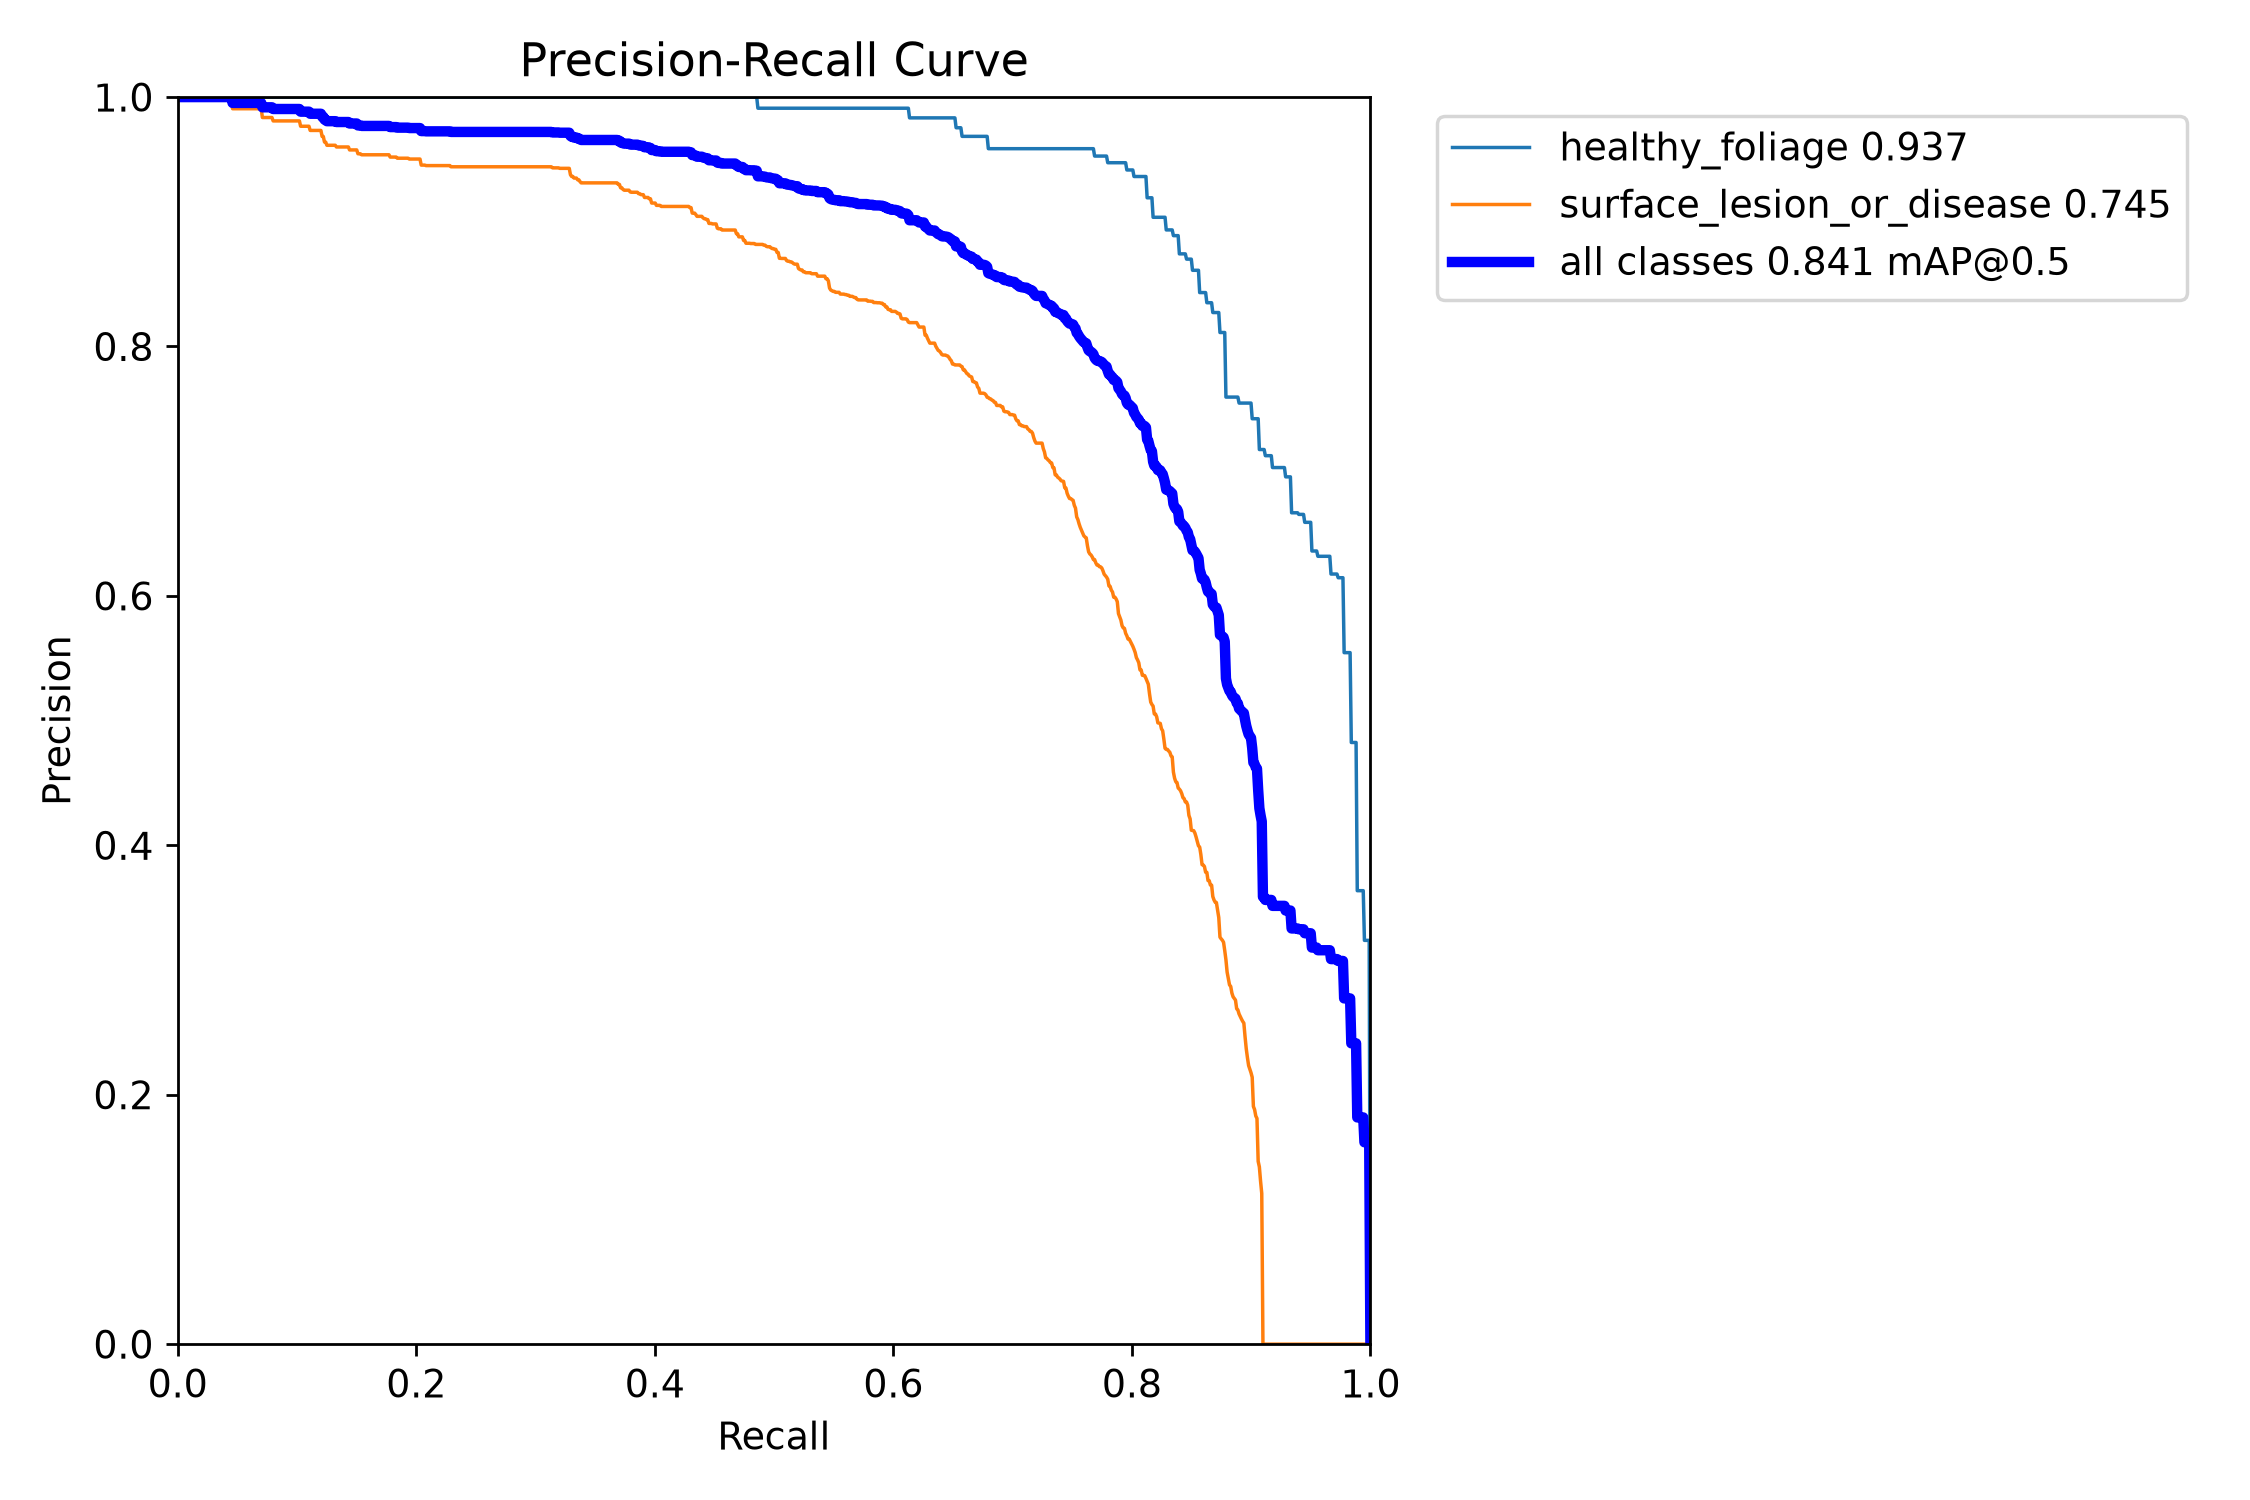 Precision-Recall Curve
healthy_foliage 0.937
surface_lesion_or_disease 0.745
all classes 0.841 mAP@0.5
Precision
1.0
0.8
0.6
0.4
0.2
0.0
0.0 0.2 0.4 0.6 0.8 1.0
Recall